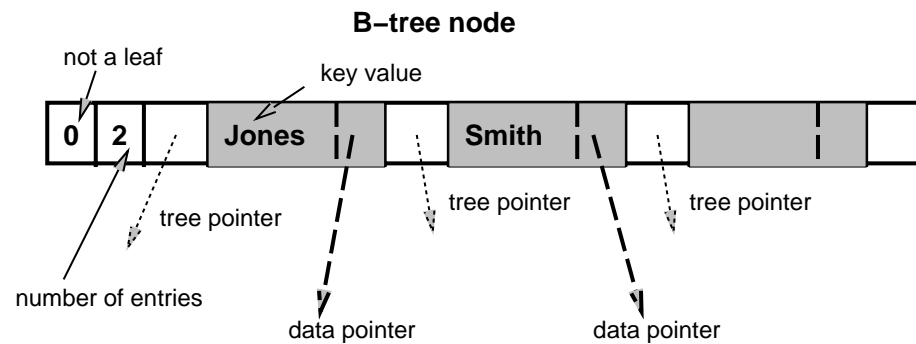 B–tree node
not a leaf
key value
0 2 Jones Smith
tree pointer tree pointer tree pointer
number of entries
data pointer data pointer